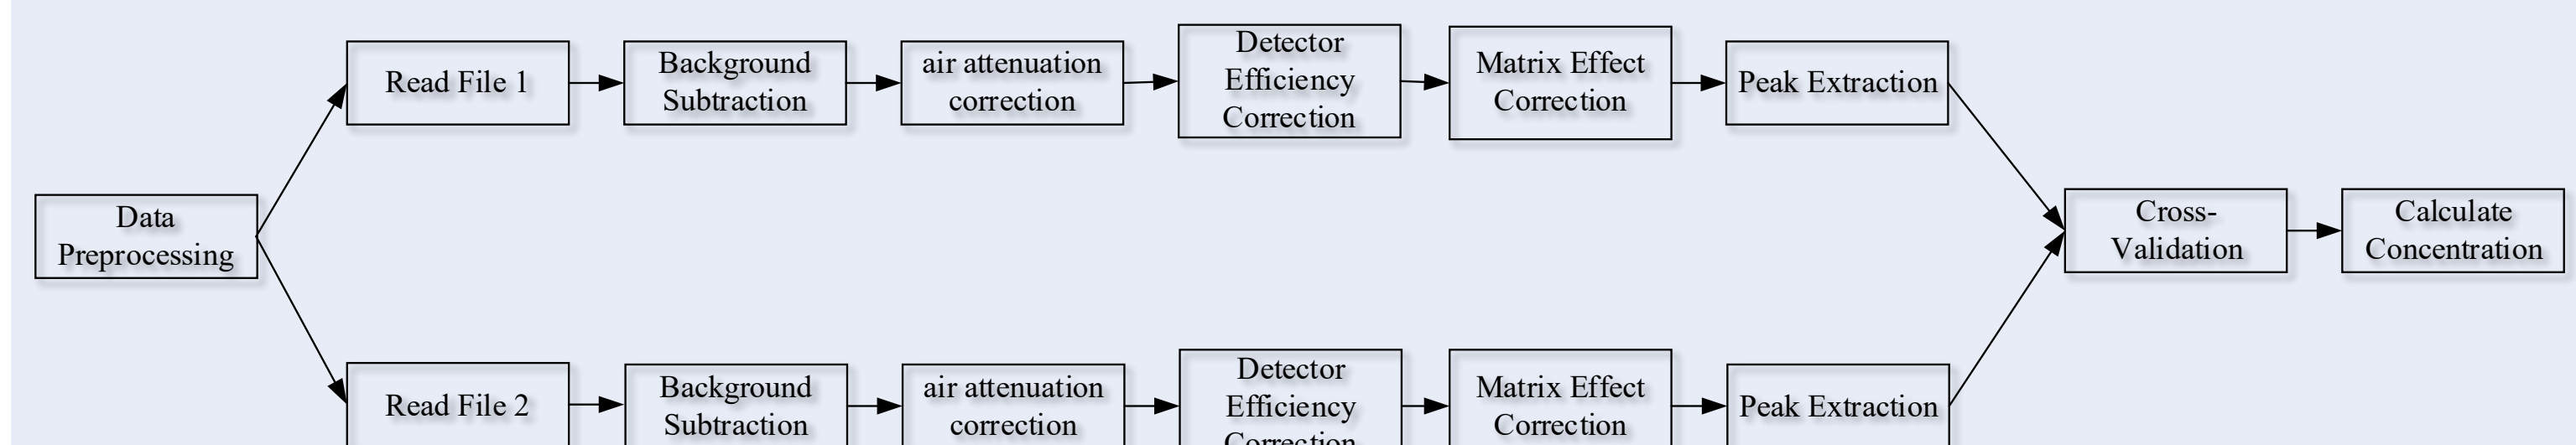 Data
Preprocessing
Read File 1
Background
Subtraction
air attenuation
correction
Detector
Efficiency
Correction
Matrix Effect
Correction
Peak Extraction
Read File 2
Background
Subtraction
air attenuation
correction
Detector
Efficiency
Correction
Matrix Effect
Correction
Peak Extraction
Cross-
Validation
Calculate
Concentration